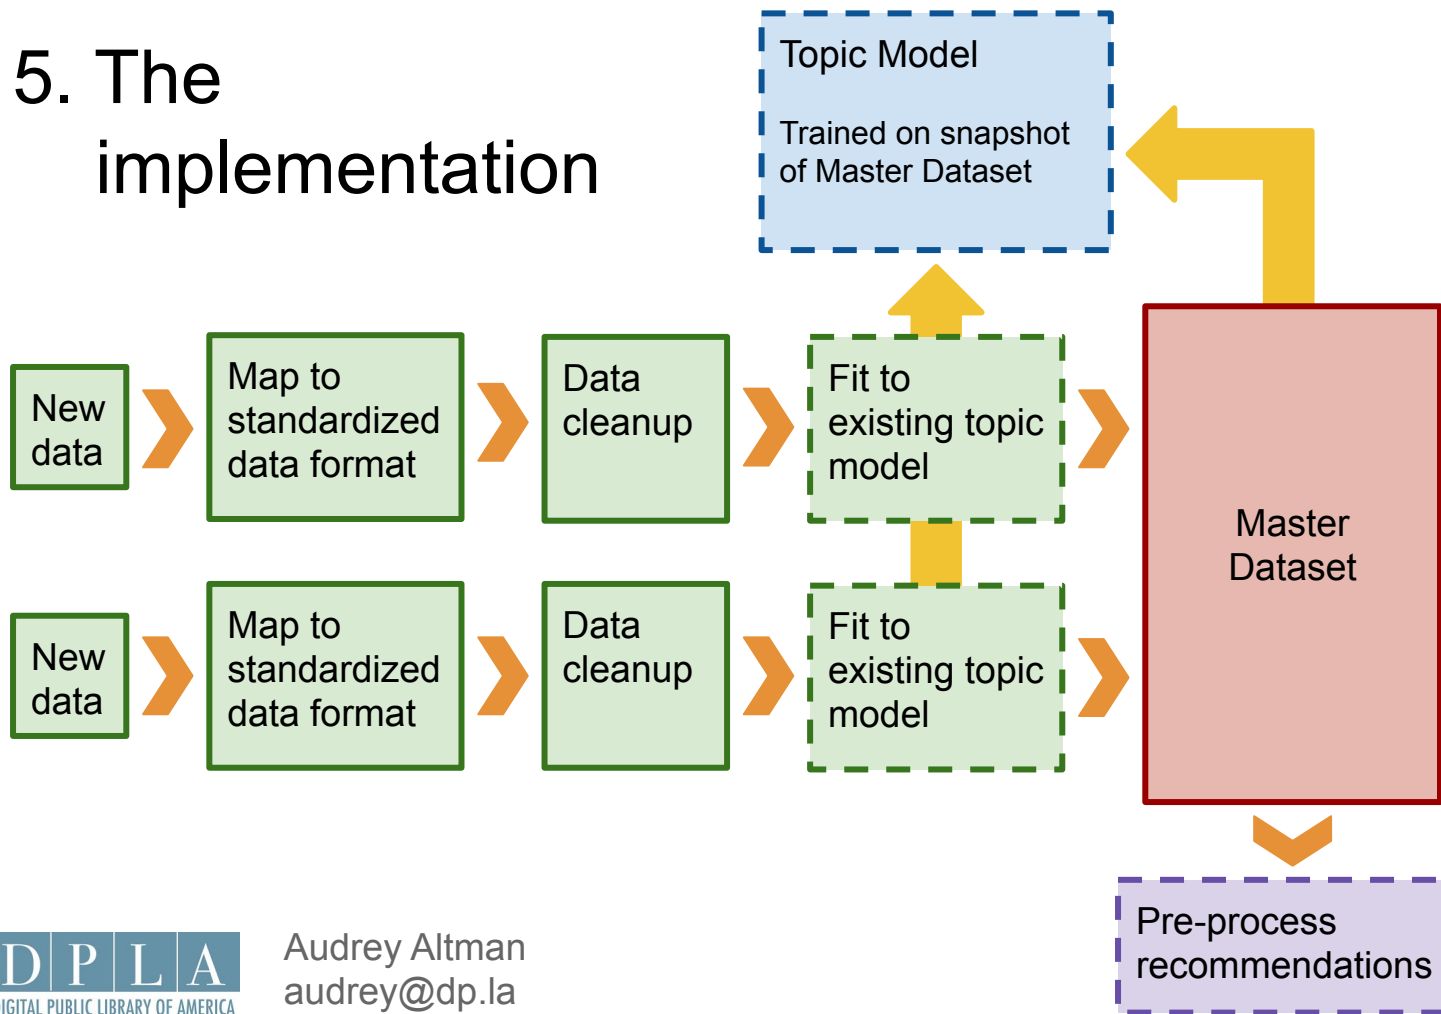 5. The
implementation
Topic Model
Trained on snapshot
of Master Dataset
New
data
Map to
standardized
data format
Data
cleanup
Fit to
existing topic
model
New
data
Map to
standardized
data format
Data
cleanup
Fit to
existing topic
model
Master
Dataset
Pre-process
recommendations
DPLA
DIGITAL PUBLIC LIBRARY OF AMERICA
Audrey Altman
audrey@dp.la